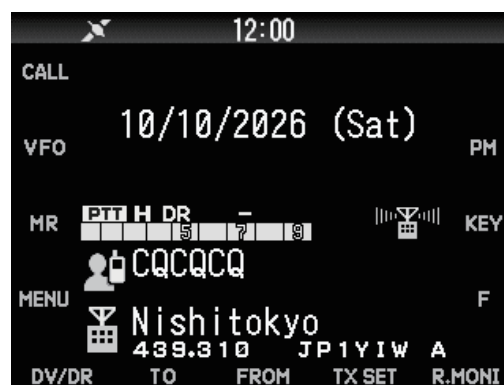 12:00
CALL
10/10/2026 (Sat)
VFO PM
PTT H DR −
MR 5 7 9 KEY
CQCQCQ
MENU F
Nishitokyo
439.310 JP1YIW A
DV/DR TO FROM TX SET R.MONI